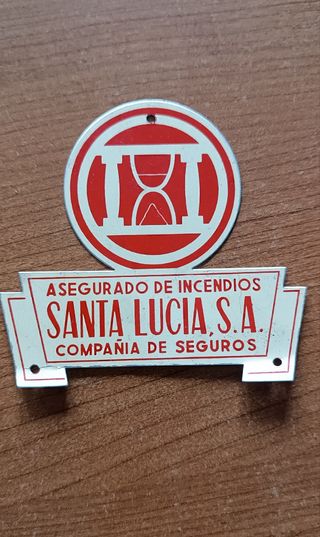 ASEGURADO DE INCENDIOS
SANTA LUCIA, S.A.
COMPAÑIA DE SEGUROS